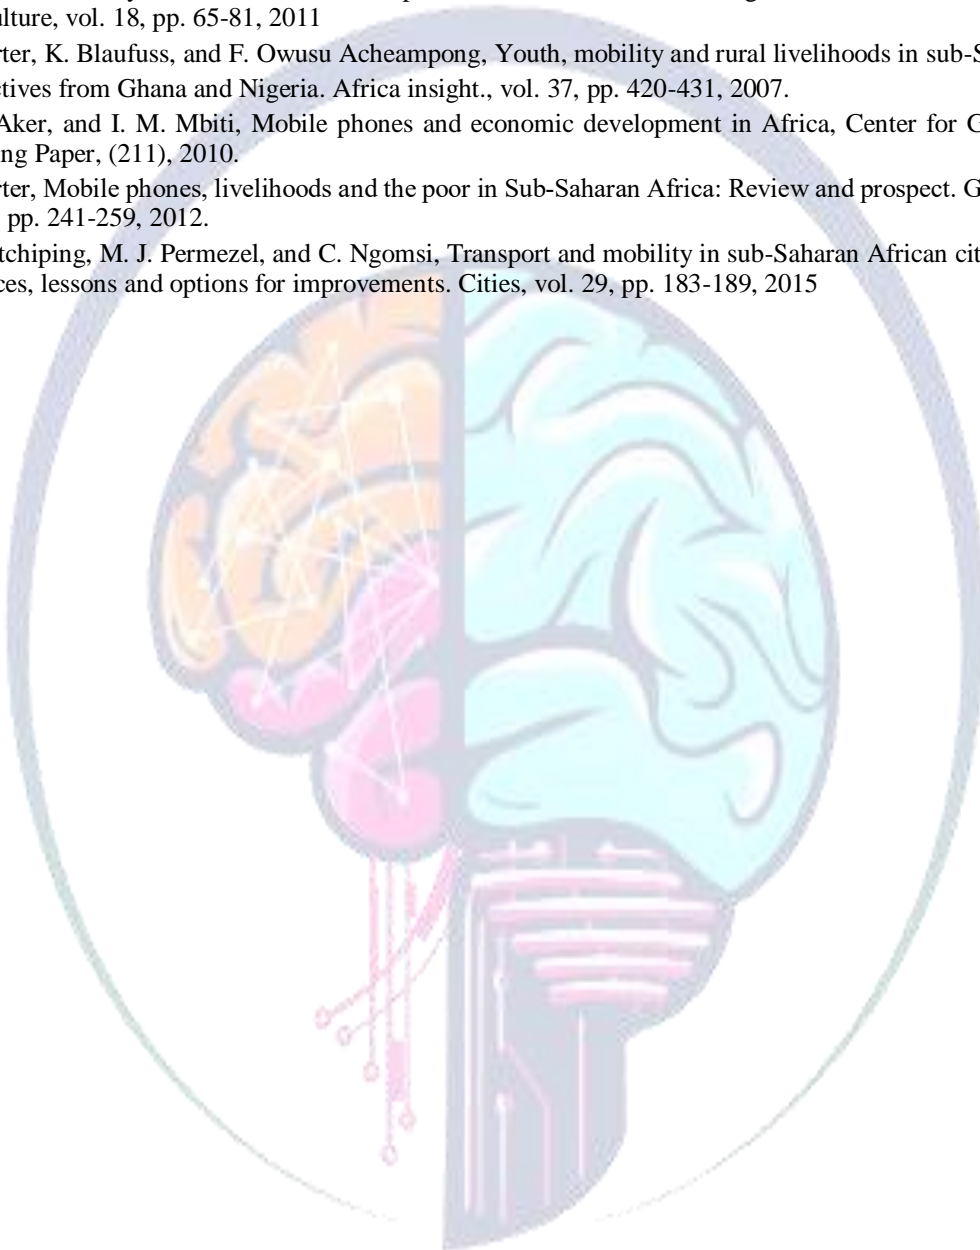 ulture, vol. 18, pp. 65-81, 2011
rter, K. Blaufuss, and F. Owusu Acheampong, Youth, mobility and rural livelihoods in sub-S
ctives from Ghana and Nigeria. Africa insight., vol. 37, pp. 420-431, 2007.
Aker, and I. M. Mbiti, Mobile phones and economic development in Africa, Center for G
ng Paper, (211), 2010.
rter, Mobile phones, livelihoods and the poor in Sub-Saharan Africa: Review and prospect. G
pp. 241-259, 2012.
tchiping, M. J. Permezel, and C. Ngomsi, Transport and mobility in sub-Saharan African cit
ces, lessons and options for improvements. Cities, vol. 29, pp. 183-189, 2015